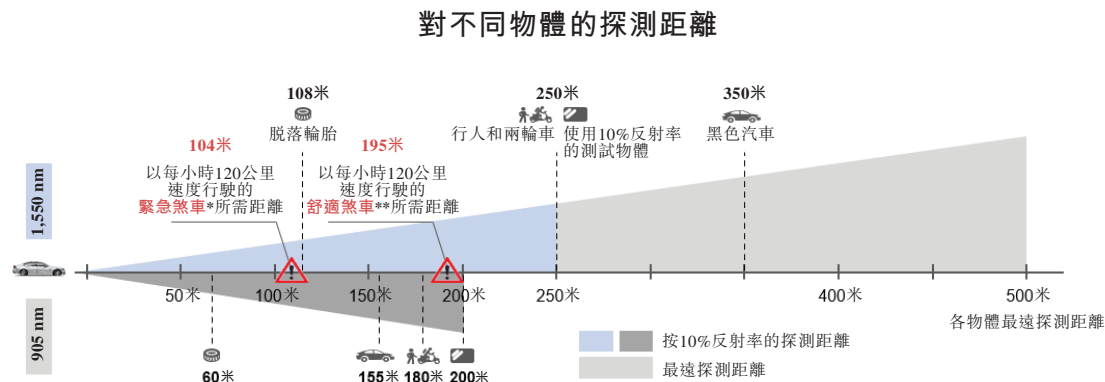 對不同物體的探測距離
108米
脫落輪胎
250米
行人和兩輪車
使用10%反射率
的測試物體
350米
黑色汽車
104米
以每小時120公里
速度行駛的
緊急煞車*所需距離
195米
以每小時120公里
速度行駛的
舒適煞車**所需距離
1,550 nm
905 nm
50米
100米
150米
200米
250米
400米
500米
各物體最遠探測距離
60米
155米
180米
200米
按10%反射率的探測距離
最遠探測距離